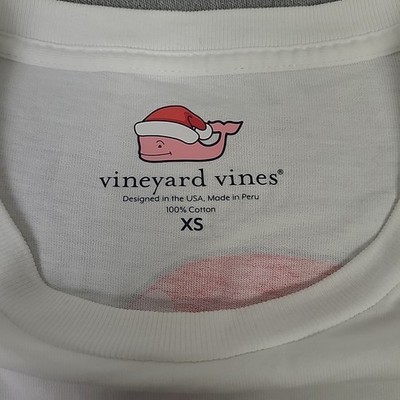 vineyard vines®
Designed in the USA, Made in Peru
100% Cotton
XS